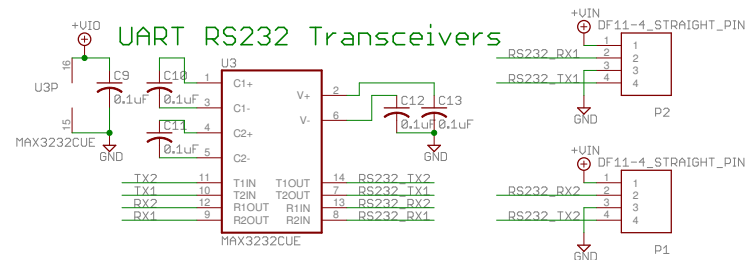 UART RS232 Transceivers
+VIO
16
U3P
15
MAX3232CUE
C9
0.1uF
GND
C10
0.1uF
C11
0.1uF
U3
1 C1+
3 C1-
4 C2+
5 C2-
TX2 11 T1IN
TX1 10 T2IN
RX2 12 R1OUT
RX1 9 R2OUT
V+ 2
V- 6
T1OUT 14 RS232_TX2
T2OUT 7 RS232_TX1
R1IN 13 RS232_RX2
R2IN 8 RS232_RX1
MAX3232CUE
C12
0.1uF
C13
0.1uF
GND
+VIN
DF11-4_STRAIGHT_PIN
1 1
RS232_RX1 2 2
3 3
RS232_TX1 4 4
GND
P2
+VIN
DF11-4_STRAIGHT_PIN
1 1
RS232_RX2 2 2
3 3
RS232_TX2 4 4
GND
P1